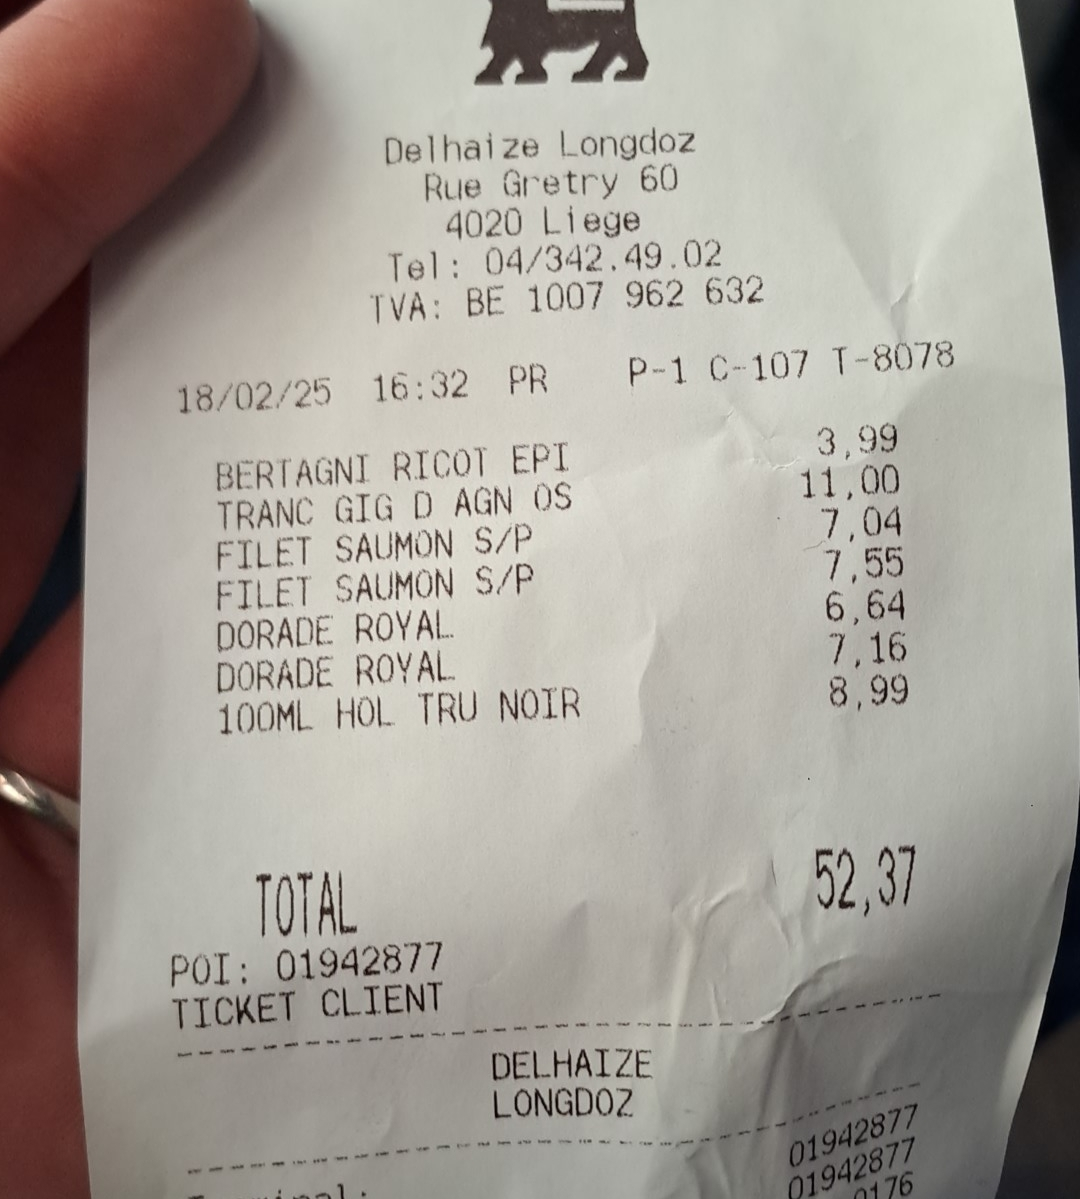 Delhaize Longdoz
Rue Gretry 60
4020 Liege
Tel: 04/342.49.02
TVA: BE 1007 962 632
18/02/25 16:32 PR P-1 C-107 T-8078
BERTAGNI RICOT EPI 3,99
TRANC GIG D AGN OS 11,00
FILET SAUMON S/P 7,04
FILET SAUMON S/P 7,55
DORADE ROYAL 6,64
DORADE ROYAL 7,16
100ML HOL TRU NOIR 8,99
TOTAL 52,37
POI: 01942877
TICKET CLIENT
DELHAIZE
LONGDOZ
01942877
Terminal: 01942877
0176